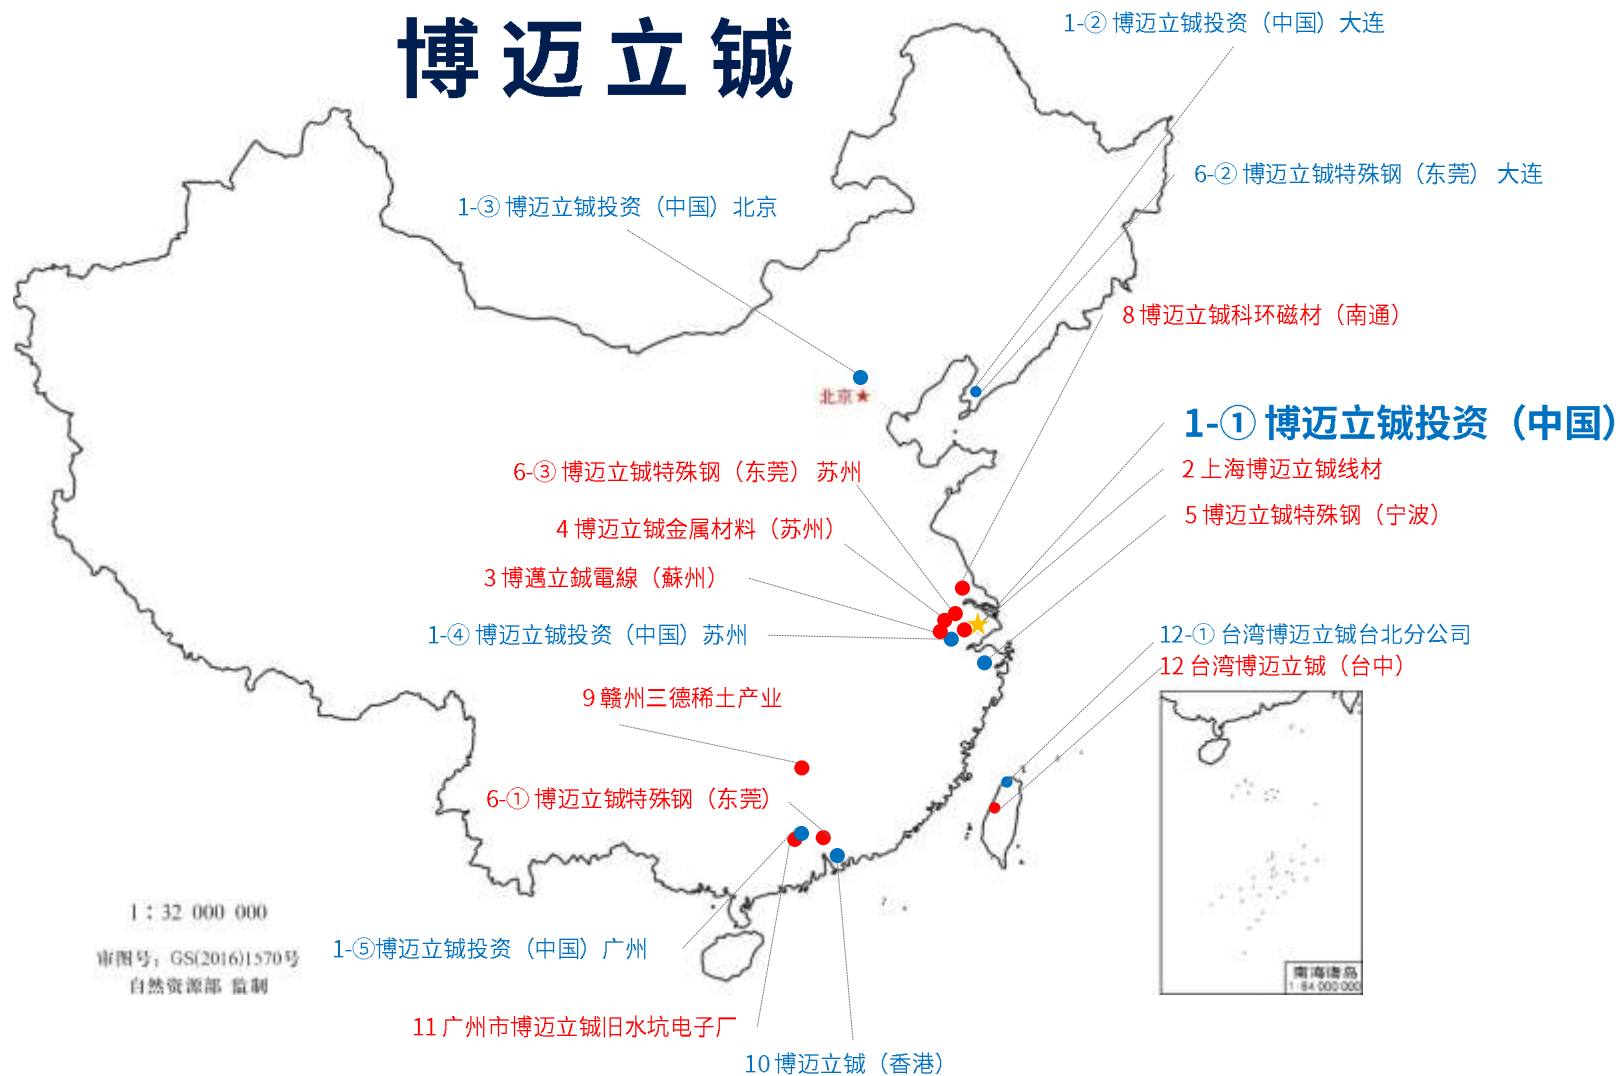 博迈立铖
1-② 博迈立铖投资（中国）大连
6-② 博迈立铖特殊钢（东莞） 大连
1-③ 博迈立铖投资（中国）北京
8 博迈立铖科环磁材（南通）
北京
1-① 博迈立铖投资（中国）
6-③ 博迈立铖特殊钢（东莞） 苏州
2 上海博迈立铖线材
5 博迈立铖特殊钢（宁波）
4 博迈立铖金属材料（苏州）
3 博邁立鋮電線（蘇州）
1-④ 博迈立铖投资（中国）苏州
12-① 台湾博迈立铖台北分公司
12 台湾博迈立铖（台中）
9 赣州三德稀土产业
6-① 博迈立铖特殊钢（东莞）
1：32 000 000
审图号：GS(2016)1570号
自然资源部 监制
1-⑤博迈立铖投资（中国）广州
南海诸岛
1:64 000 000
11 广州市博迈立铖旧水坑电子厂
10 博迈立铖（香港）